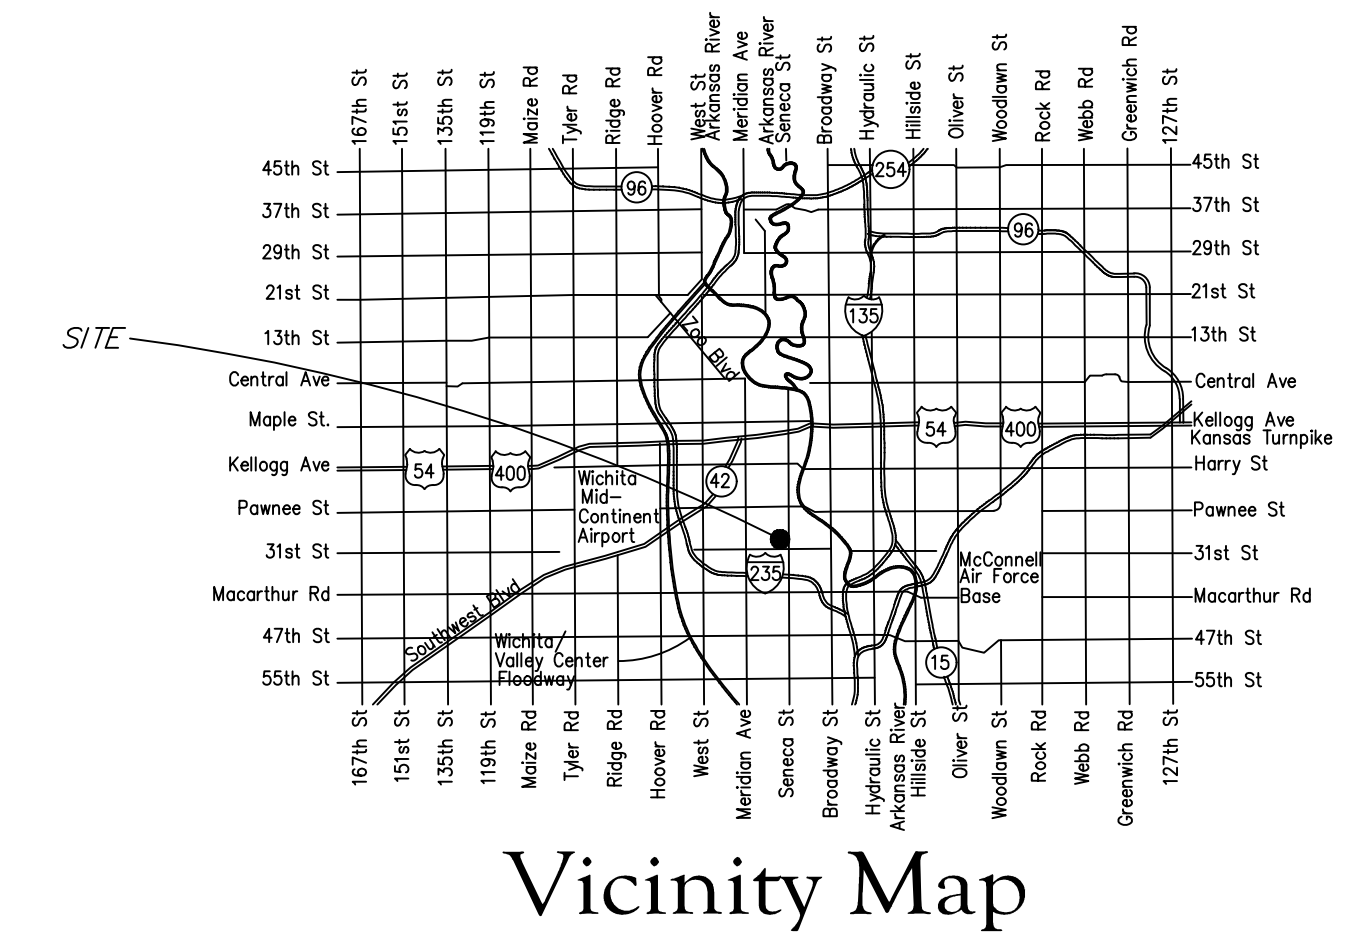 167th St
151st St
135th St
119th St
Maize Rd
Tyler Rd
Ridge Rd
Hoover Rd
West St
Arkansas River
Meridian Ave
Arkansas River
Seneca St
Broadway St
Hydraulic St
Hillside St
Oliver St
Woodlawn St
Rock Rd
Webb Rd
Greenwich Rd
127th St
45th St
254
45th St
96
37th St
37th St
96
29th St
29th St
21st St
21st St
135
SITE
13th St
Zoo Blvd
13th St
Central Ave
Central Ave
Maple St.
54
400
Kellogg Ave
Kansas Turnpike
Kellogg Ave
54
400
Harry St
Wichita
Mid-
Continent
Airport
42
Pawnee St
Pawnee St
31st St
31st St
235
McConnell
Air Force
Base
Macarthur Rd
Macarthur Rd
Southwest Blvd
47th St
47th St
Wichita/
Valley Center
Floodway
15
55th St
55th St
167th St
151st St
135th St
119th St
Maize Rd
Tyler Rd
Ridge Rd
Hoover Rd
West St
Meridian Ave
Seneca St
Broadway St
Hydraulic St
Arkansas River
Hillside St
Oliver St
Woodlawn St
Rock Rd
Webb Rd
Greenwich Rd
127th St
Vicinity Map